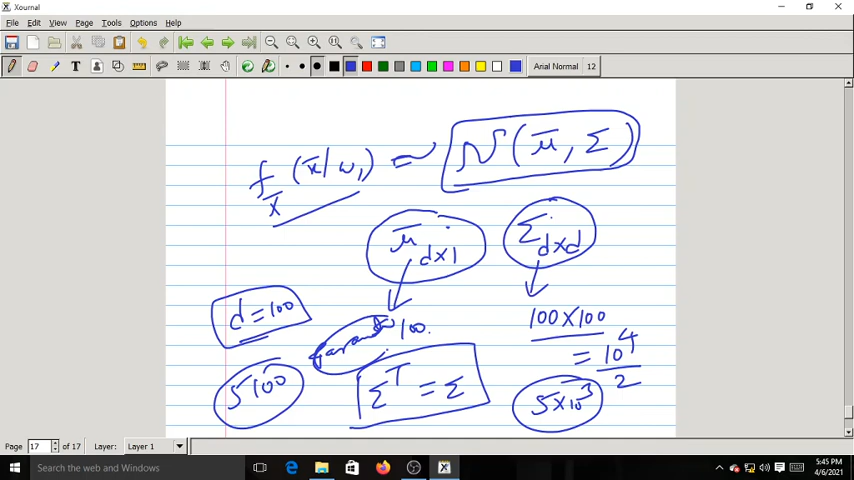 Xournal
File Edit View Page Tools Options Help
Arial Normal 12
f_X̄ (x̄/ω₁) ~ N(μ̄, Σ)
μ̄ d×1 Σ d×d
d=100 100 100×100
= 10⁴/2
5100 Σᵀ = Σ 5×10³
Page 17 of 17 Layer: Layer 1
Search the web and Windows
5:45 PM
4/6/2021